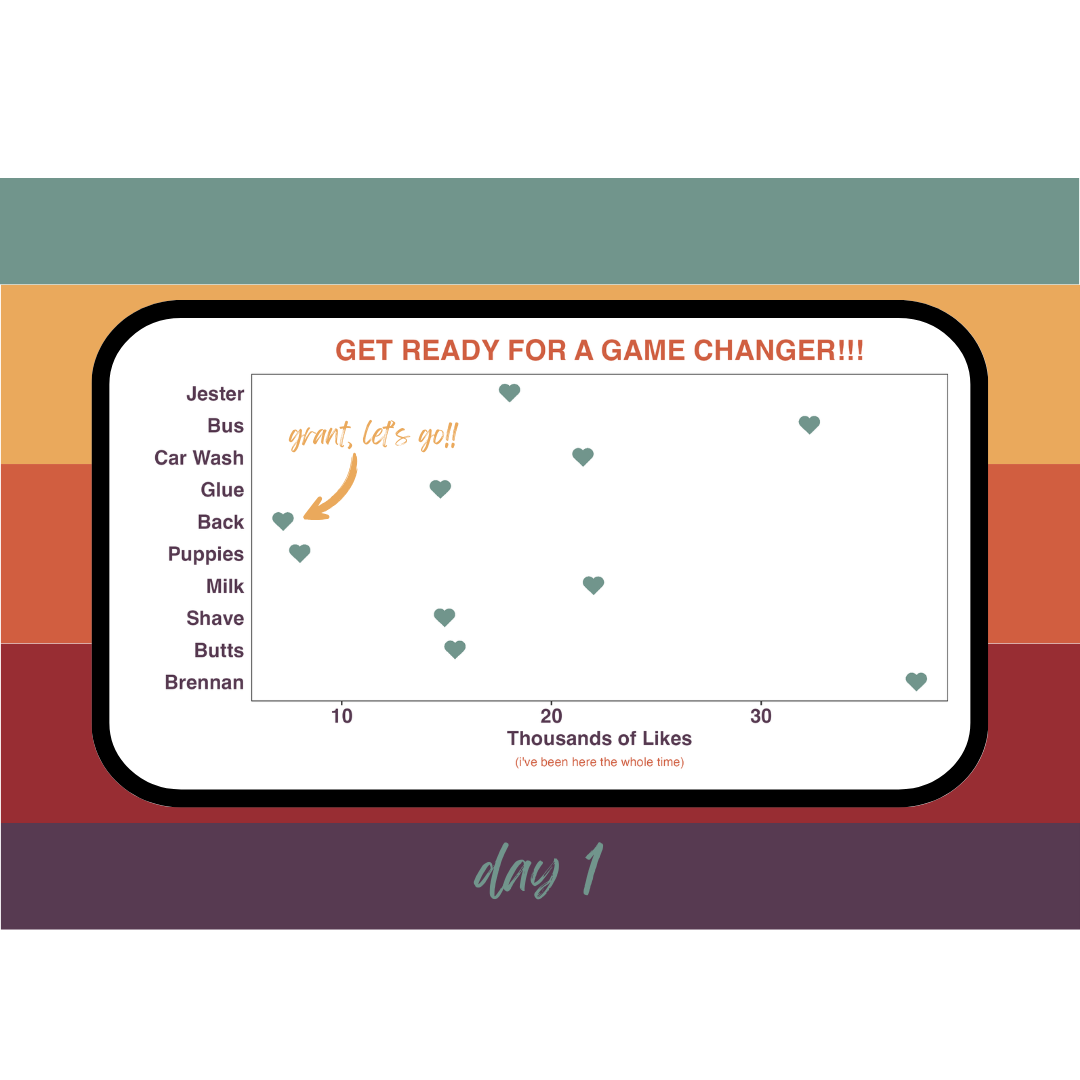 GET READY FOR A GAME CHANGER!!!
Jester
Bus
grant, let's go!!
Car Wash
Glue
Back
Puppies
Milk
Shave
Butts
Brennan
10 20 30
Thousands of Likes
(i've been here the whole time)
day 1